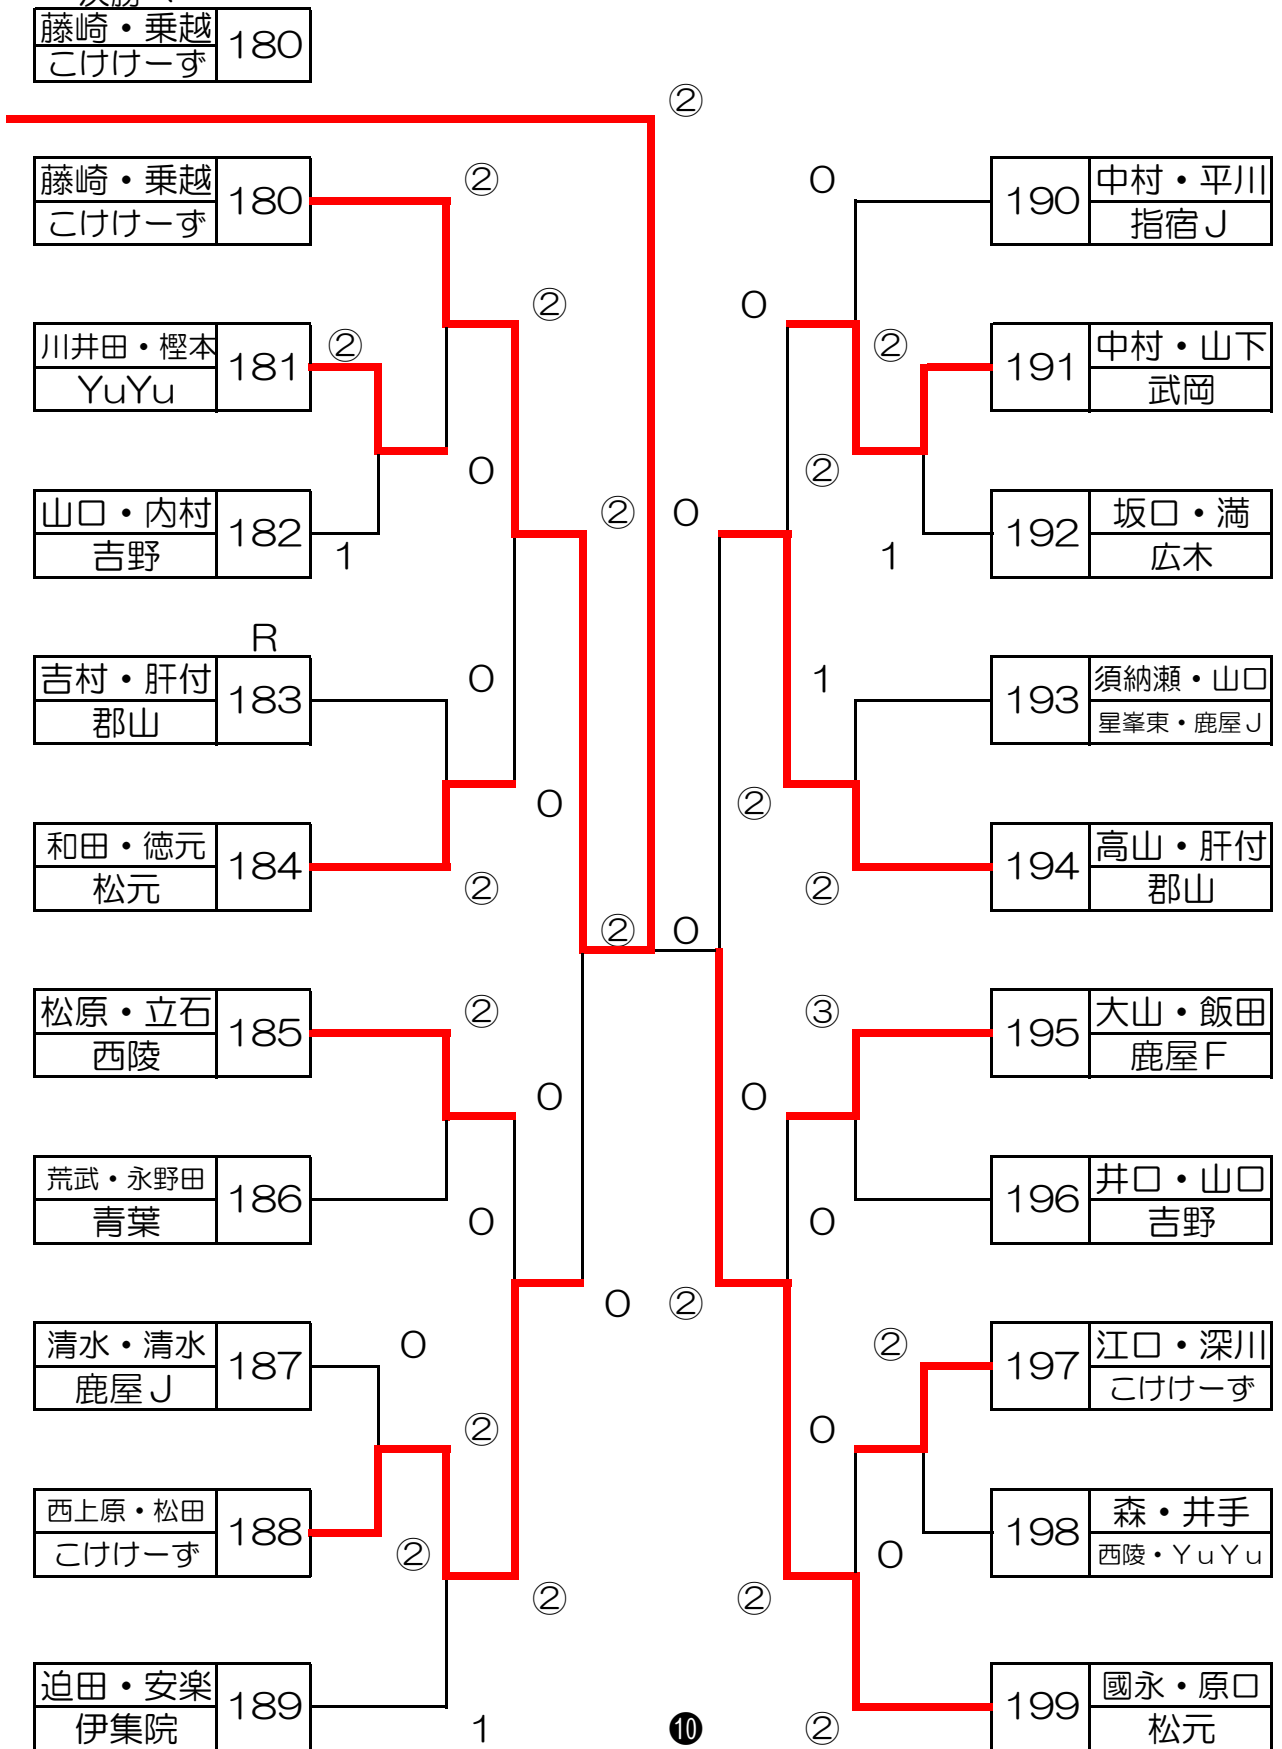 藤崎・乗越
180
こけけーず
②
藤崎・乗越
180
こけけーず
②
0
190
中村・平川
指宿J
②
0
川井田・樫本
181
YuYu
②
②
191
中村・山下
武岡
0
②
山口・内村
182
吉野
1
②
0
1
192
坂口・満
広木
R
吉村・肝付
183
郡山
0
1
193
須納瀬・山口
星峯東・鹿屋J
0
②
和田・徳元
184
松元
②
②
194
高山・肝付
郡山
②
0
松原・立石
185
西陵
②
③
195
大山・飯田
鹿屋F
0
0
荒武・永野田
186
青葉
0
0
196
井口・山口
吉野
0
②
清水・清水
187
鹿屋J
0
②
197
江口・深川
こけけーず
②
0
西上原・松田
188
こけけーず
②
0
198
森・井手
西陵・YuYu
②
②
迫田・安楽
189
伊集院
1
❿
②
199
國永・原口
松元